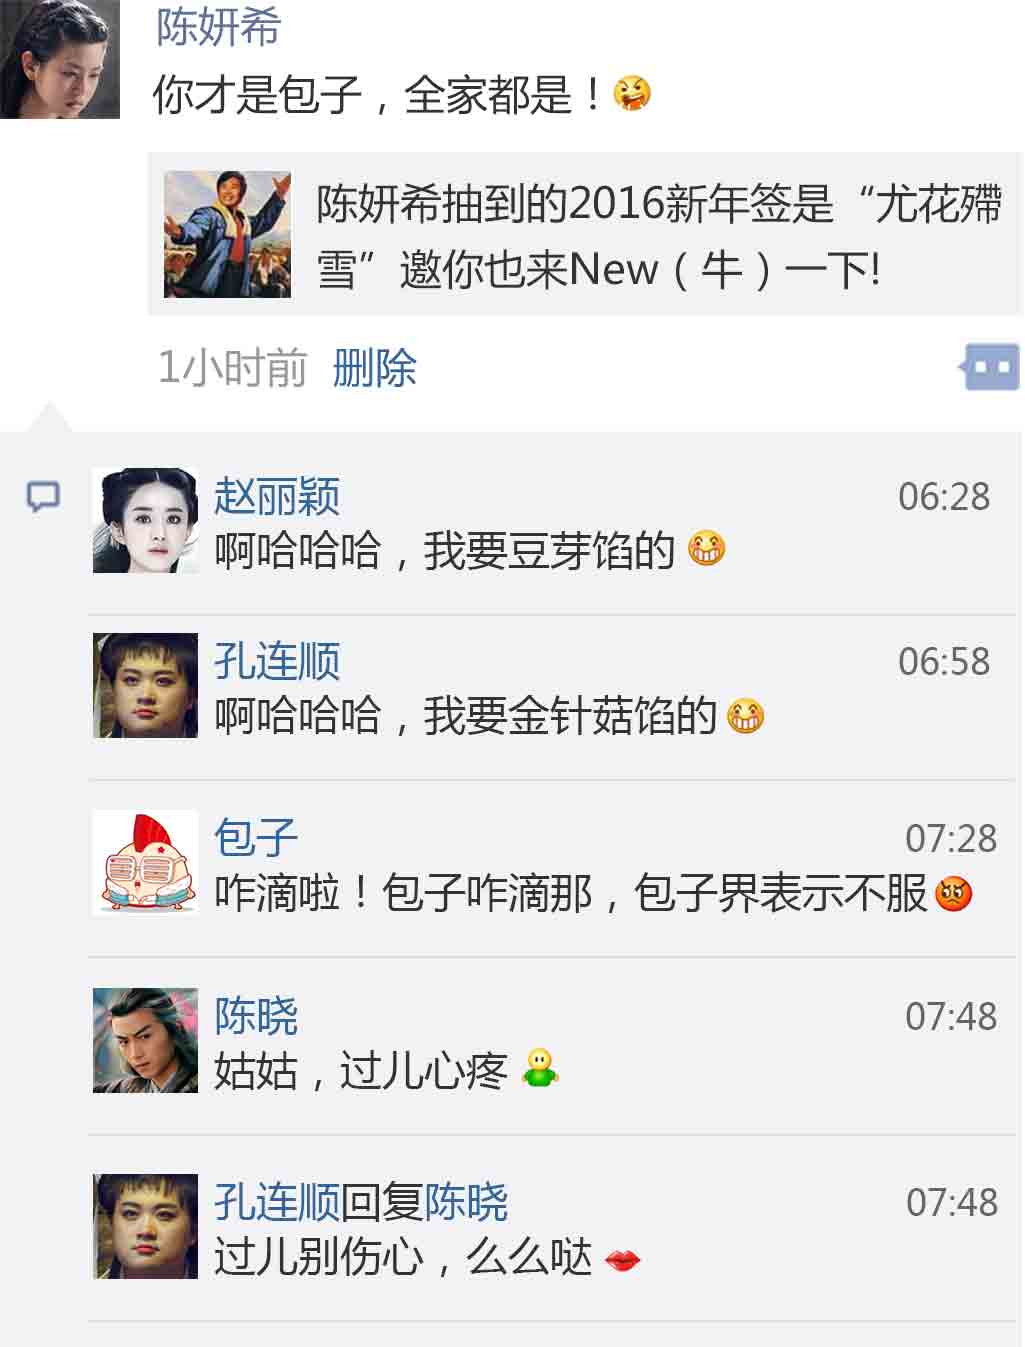 陈妍希
你才是包子，全家都是！
陈妍希抽到的2016新年签是“尤花殢
雪”邀你也来New（牛）一下!
1小时前 删除
赵丽颖 06:28
啊哈哈哈，我要豆芽馅的
孔连顺 06:58
啊哈哈哈，我要金针菇馅的
包子 07:28
咋滴啦！包子咋滴那，包子界表示不服
陈晓 07:48
姑姑，过儿心疼
孔连顺回复陈晓 07:48
过儿别伤心，么么哒